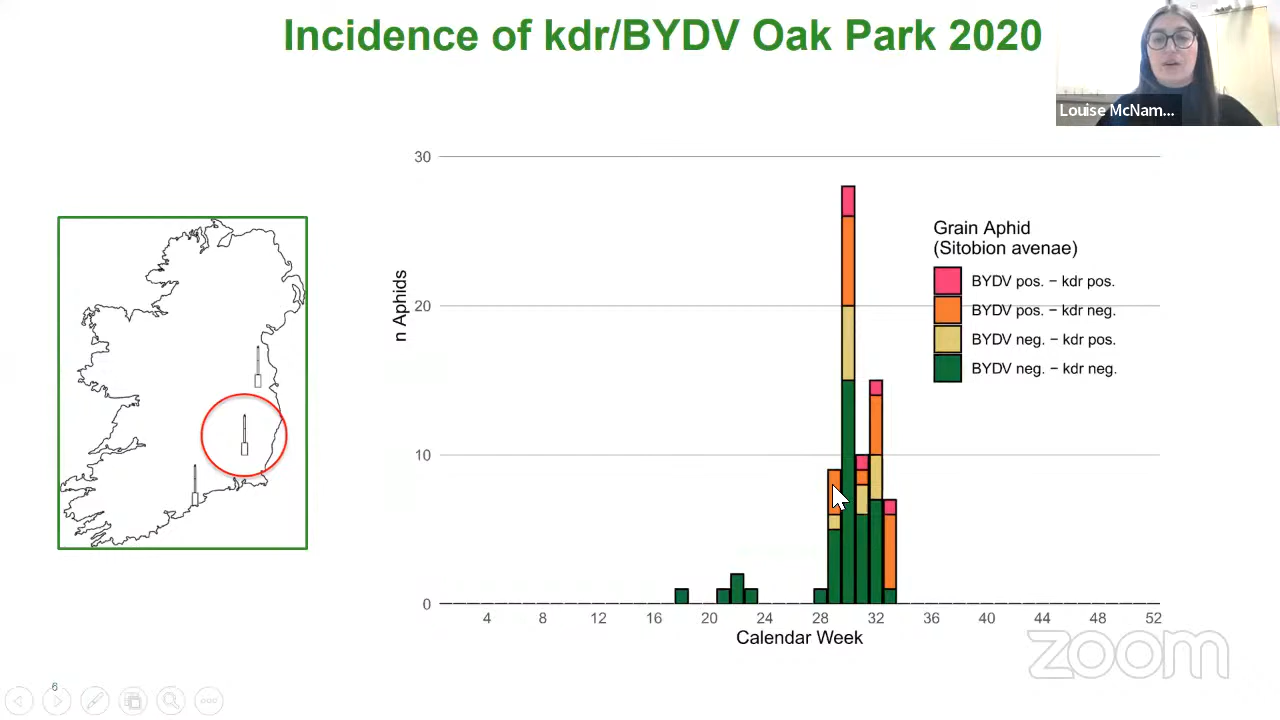 Incidence of kdr/BYDV Oak Park 2020
Louise McNam...
30
20
10
0
n Aphids
Grain Aphid
(Sitobion avenae)
BYDV pos. − kdr pos.
BYDV pos. − kdr neg.
BYDV neg. − kdr pos.
BYDV neg. − kdr neg.
4 8 12 16 20 24 28 32 36 40 44 48 52
Calendar Week
zoom
6